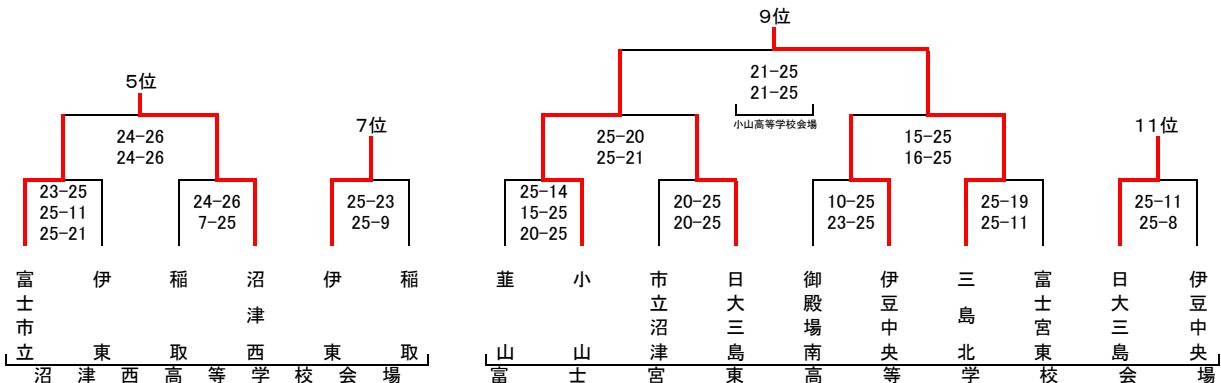 9位
21-25
21-25
小山高等学校会場
5位
24-26
24-26
7位
25-20
25-21
15-25
16-25
11位
23-25
25-11
25-21
24-26
7-25
25-23
25-9
25-14
15-25
20-25
20-25
20-25
10-25
23-25
25-19
25-11
25-11
25-8
富士市立
伊東
稲取
沼津西
伊東
稲取
韮山
小山
市立沼津
日大三島
御殿場南
伊豆中央
三島北
富士宮東
日大三島
伊豆中央
沼津西高等学校会場
富士宮東高等学校会場